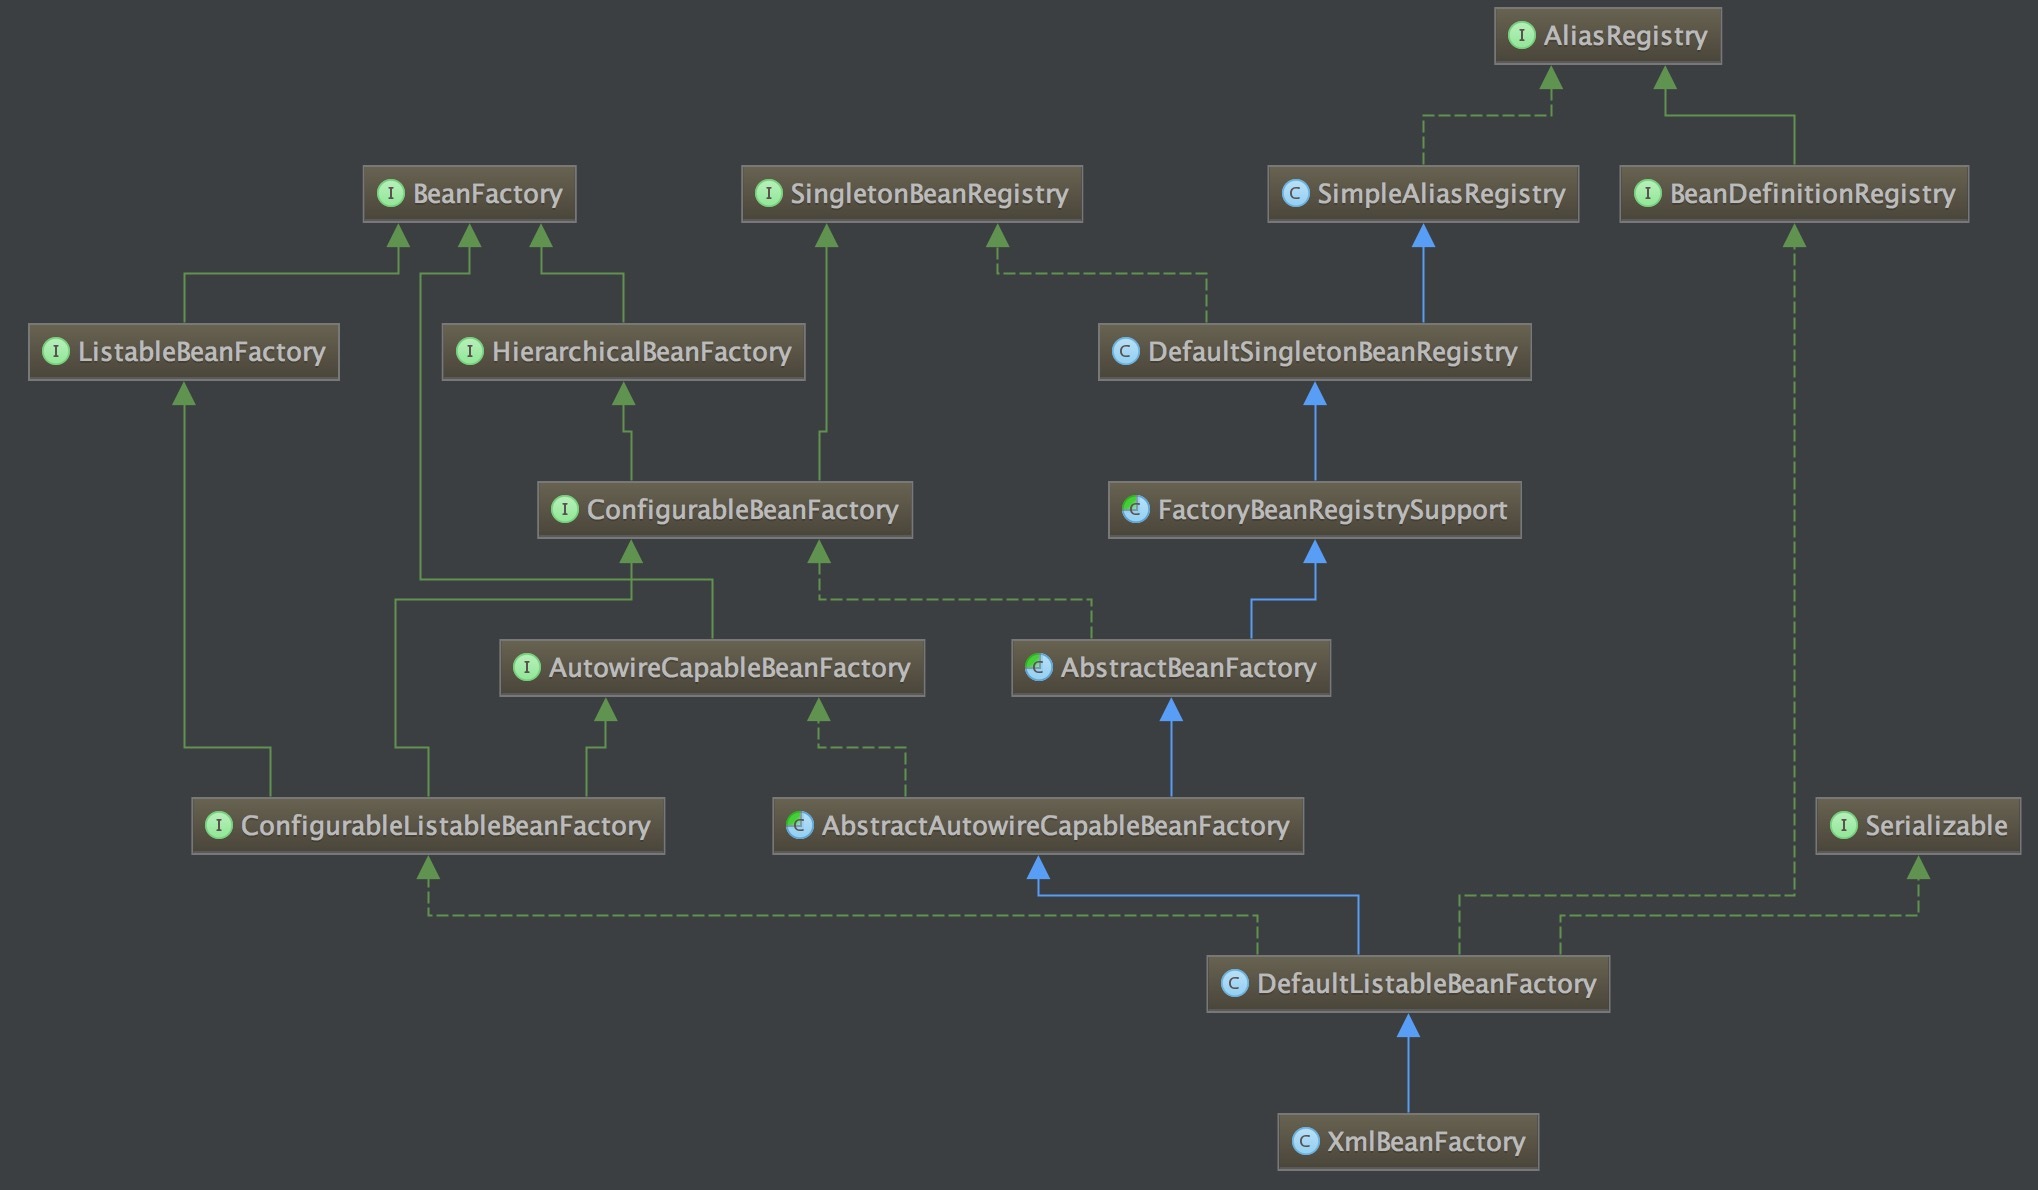 I AliasRegistry
I BeanFactory
I SingletonBeanRegistry
C SimpleAliasRegistry
I BeanDefinitionRegistry
I ListableBeanFactory
I HierarchicalBeanFactory
C DefaultSingletonBeanRegistry
I ConfigurableBeanFactory
C FactoryBeanRegistrySupport
I AutowireCapableBeanFactory
C AbstractBeanFactory
I ConfigurableListableBeanFactory
C AbstractAutowireCapableBeanFactory
I Serializable
C DefaultListableBeanFactory
C XmlBeanFactory